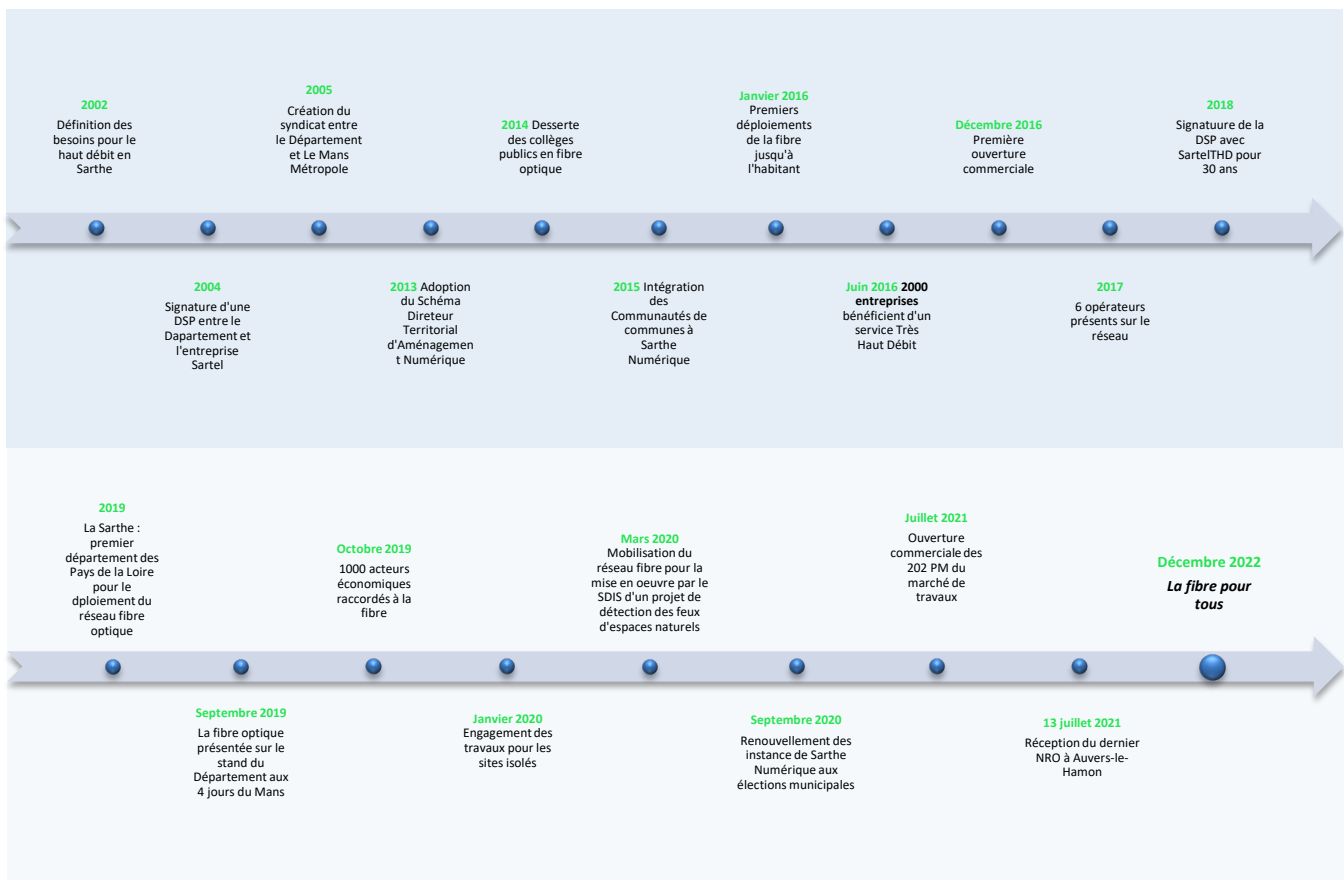 2002
Définition des
besoins pour le
haut débit en
Sarthe
2004
Signature d'une
DSP entre le
Dapartement et
l'entreprise
Sartel
2005
Création du
syndicat entre
le Département
et Le Mans
Métropole
2013 Adoption
du Schéma
Direteur
Territorial
d'Aménagemen
t Numérique
2014 Desserte
des collèges
publics en fibre
optique
2015 Intégration
des
Communautés de
communes à
Sarthe
Numérique
Janvier 2016
Premiers
déploiements
de la fibre
jusqu'à
l'habitant
Juin 2016 2000
entreprises
bénéficient d'un
service Très
Haut Débit
Décembre 2016
Première
ouverture
commerciale
2017
6 opérateurs
présents sur le
réseau
2018
Signatuure de la
DSP avec
SartelTHD pour
30 ans
2019
La Sarthe :
premier
département des
Pays de la Loire
pour le
dploiement du
réseau fibre
optique
Septembre 2019
La fibre optique
présentée sur le
stand du
Département aux
4 jours du Mans
Octobre 2019
1000 acteurs
économiques
raccordés à la
fibre
Janvier 2020
Engagement des
travaux pour les
sites isolés
Mars 2020
Mobilisation du
réseau fibre pour la
mise en oeuvre par le
SDIS d'un projet de
détection des feux
d'espaces naturels
Septembre 2020
Renouvellement des
instance de Sarthe
Numérique aux
élections municipales
Juillet 2021
Ouverture
commerciale des
202 PM du
marché de
travaux
13 juillet 2021
Réception du dernier
NRO à Auvers-le-
Hamon
Décembre 2022
La fibre pour
tous